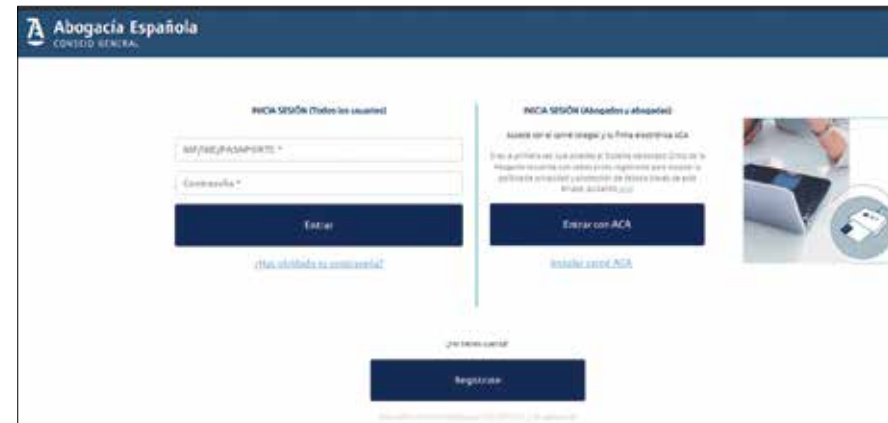 Abogacía Española
CONSEJO GENERAL
INICIA SESIÓN (Todos los usuarios)
NIF/NIE/PASAPORTE *
Contraseña *
Entrar
¿Has olvidado tu contraseña?
INICIA SESIÓN (Abogados y abogadas)
Accede con el carné colegial y tu firma electrónica ACA
Entrar con ACA
Instalar carné ACA
¿No tienes cuenta?
Regístrate